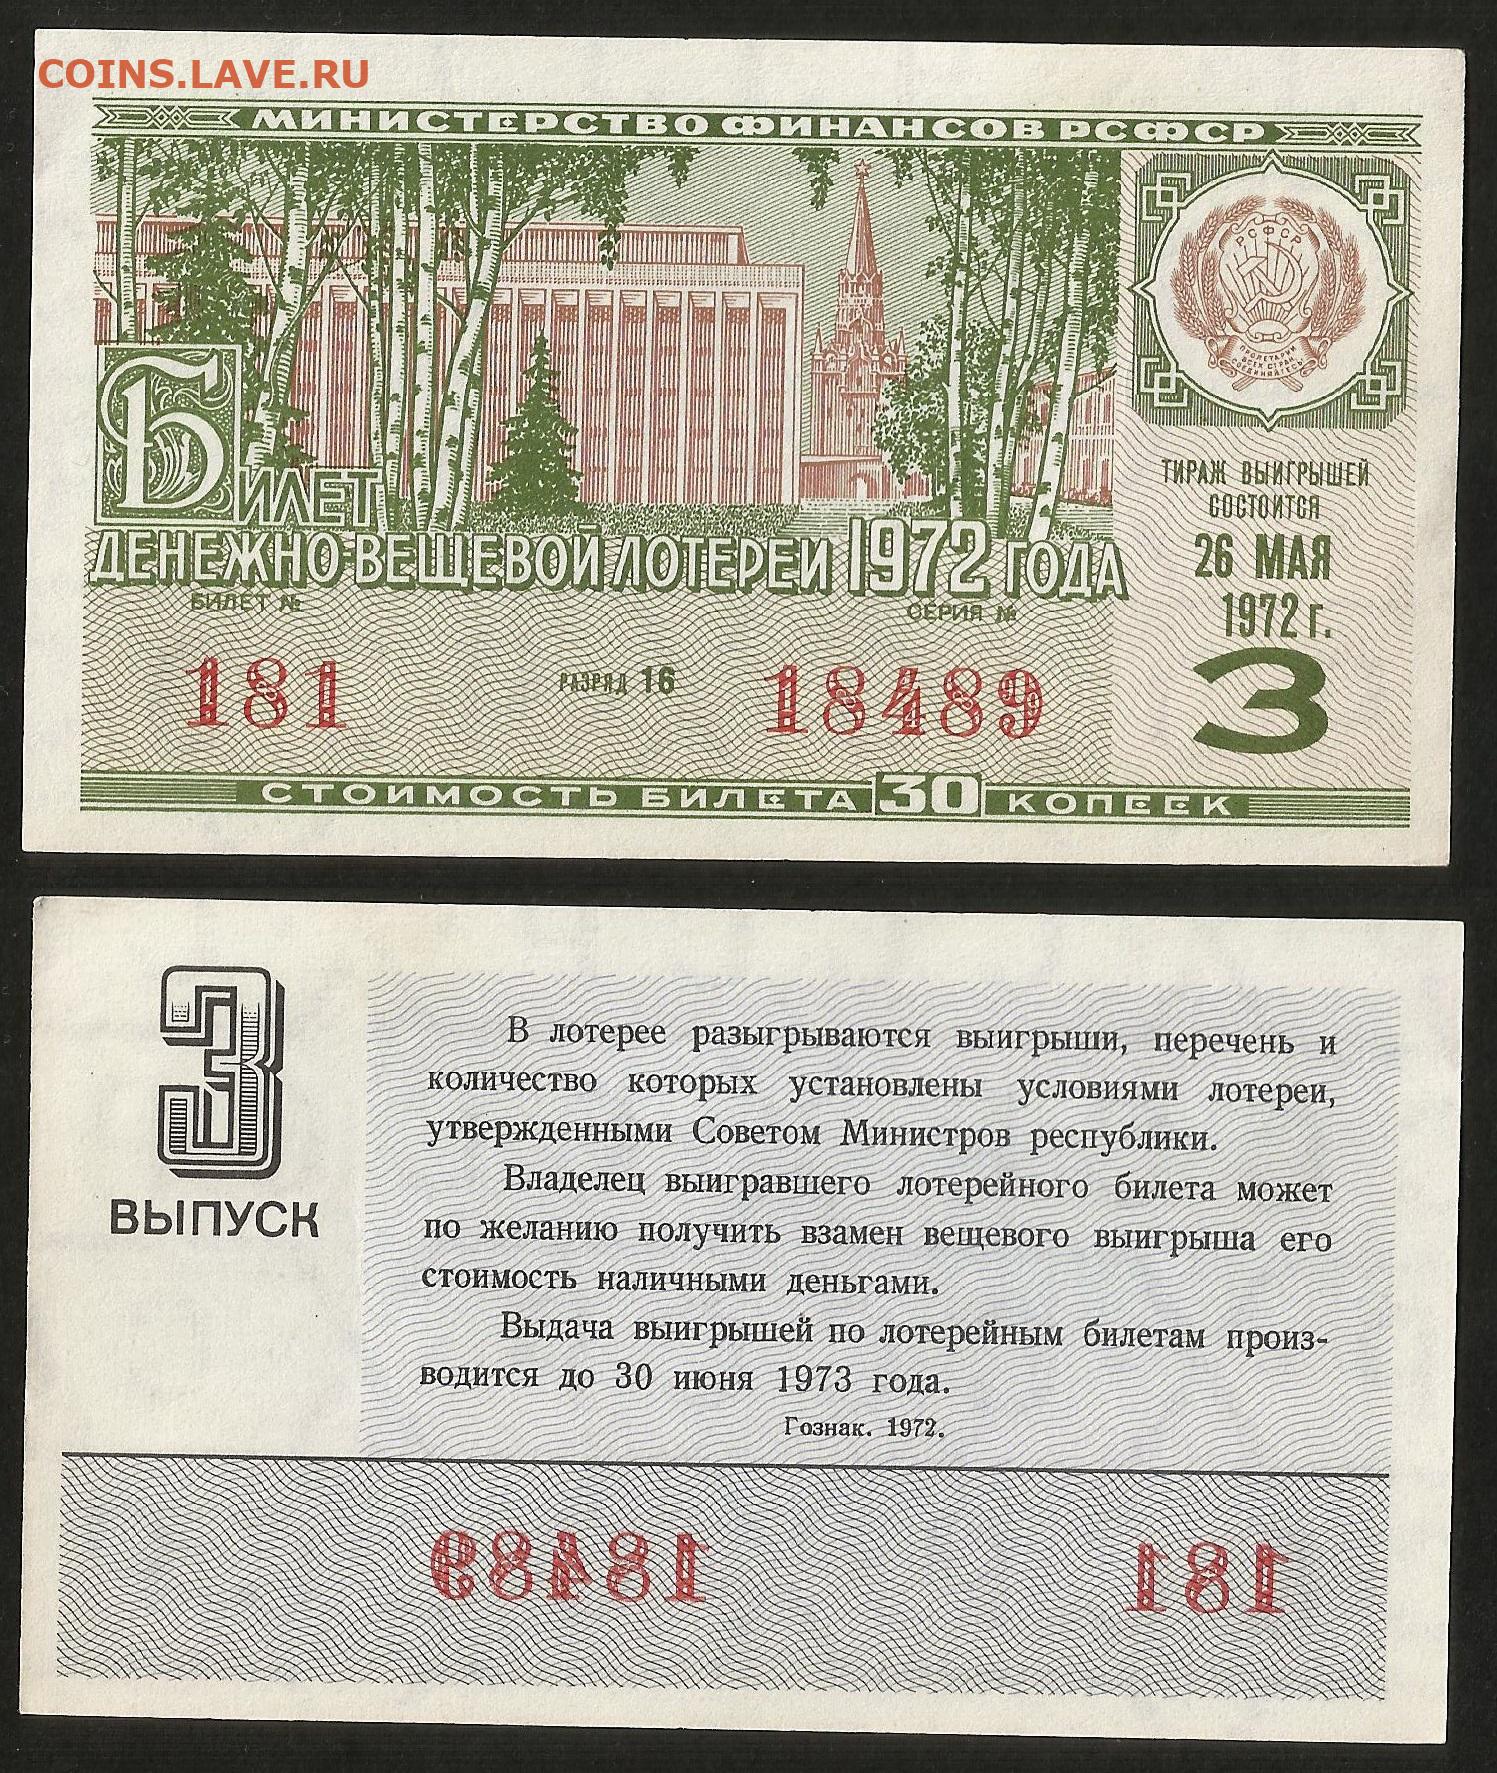 COINS.LAVE.RU
МИНИСТЕРСТВО ФИНАНСОВ РСФСР
РСФСР
ПРОЛЕТАРИИ
ВСЕХ СТРАН
СОЕДИНЯЙТЕСЬ
БИЛЕТ
ДЕНЕЖНО-ВЕЩЕВОЙ ЛОТЕРЕИ 1972 ГОДА
ТИРАЖ ВЫИГРЫШЕЙ
СОСТОИТСЯ
26 МАЯ
1972 г.
3
БИЛЕТ №
СЕРИЯ №
181
РАЗРЯД 16
18489
СТОИМОСТЬ БИЛЕТА 30 КОПЕЕК
3
ВЫПУСК
В лотерее разыгрываются выигрыши, перечень и
количество которых установлены условиями лотереи,
утвержденными Советом Министров республики.
Владелец выигравшего лотерейного билета может
по желанию получить взамен вещевого выигрыша его
стоимость наличными деньгами.
Выдача выигрышей по лотерейным билетам произ-
водится до 30 июня 1973 года.
Гознак. 1972.
18489
181